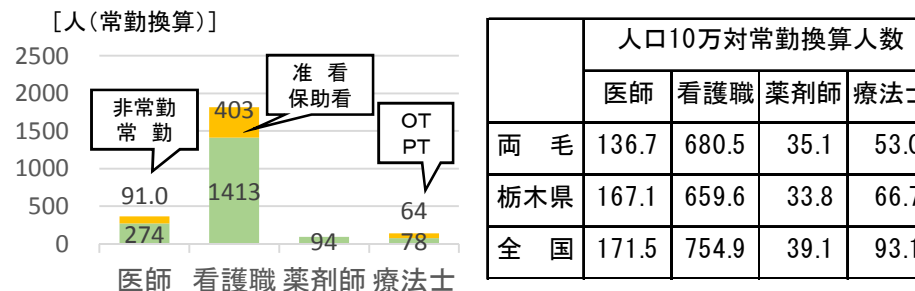 [人(常勤換算)]
2500
2000
1500
1000
500
0
非常勤
常 勤
准 看
保助看
OT
PT
91.0
274
403
1413
94
64
78
医師 看護職 薬剤師 療法士
人口10万対常勤換算人数
医師 看護職 薬剤師
両 毛 136.7 680.5 35.1 53.0
栃木県 167.1 659.6 33.8 66.7
全 国 171.5 754.9 39.1 93.1